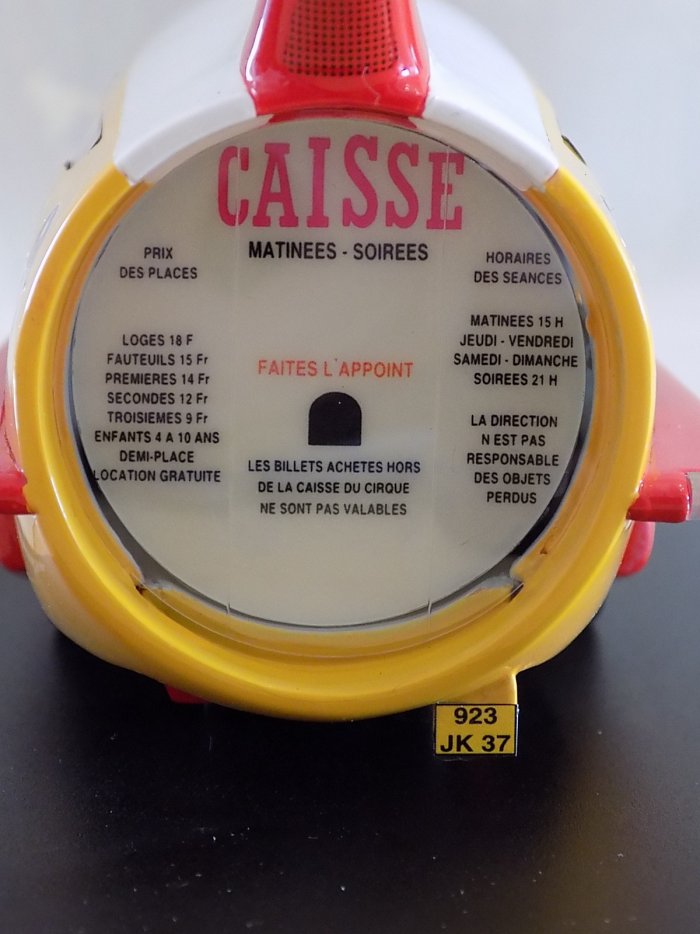 CAISSE
MATINEES - SOIREES
PRIX
DES PLACES
LOGES 18 F
FAUTEUILS 15 Fr
PREMIERES 14 Fr
SECONDES 12 Fr
TROISIEMES 9 Fr
ENFANTS 4 A 10 ANS
DEMI-PLACE
LOCATION GRATUITE
FAITES L'APPOINT
LES BILLETS ACHETES HORS
DE LA CAISSE DU CIRQUE
NE SONT PAS VALABLES
HORAIRES
DES SEANCES
MATINEES 15 H
JEUDI - VENDREDI
SAMEDI - DIMANCHE
SOIREES 21 H
LA DIRECTION
N EST PAS
RESPONSABLE
DES OBJETS
PERDUS
923
JK 37